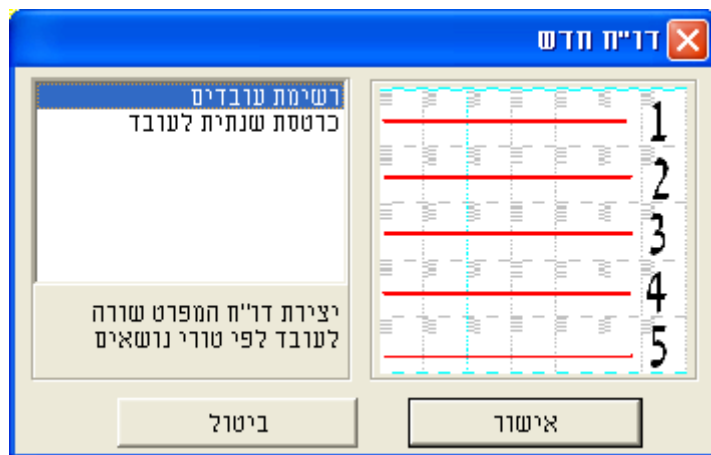 דו"ח חדש
1
2
3
4
5
רשימת עובדים
כרטסת שנתית לעובד
יצירת דו"ח המפרט שורה
לעובד לפי טורי נושאים
אישור
ביטול